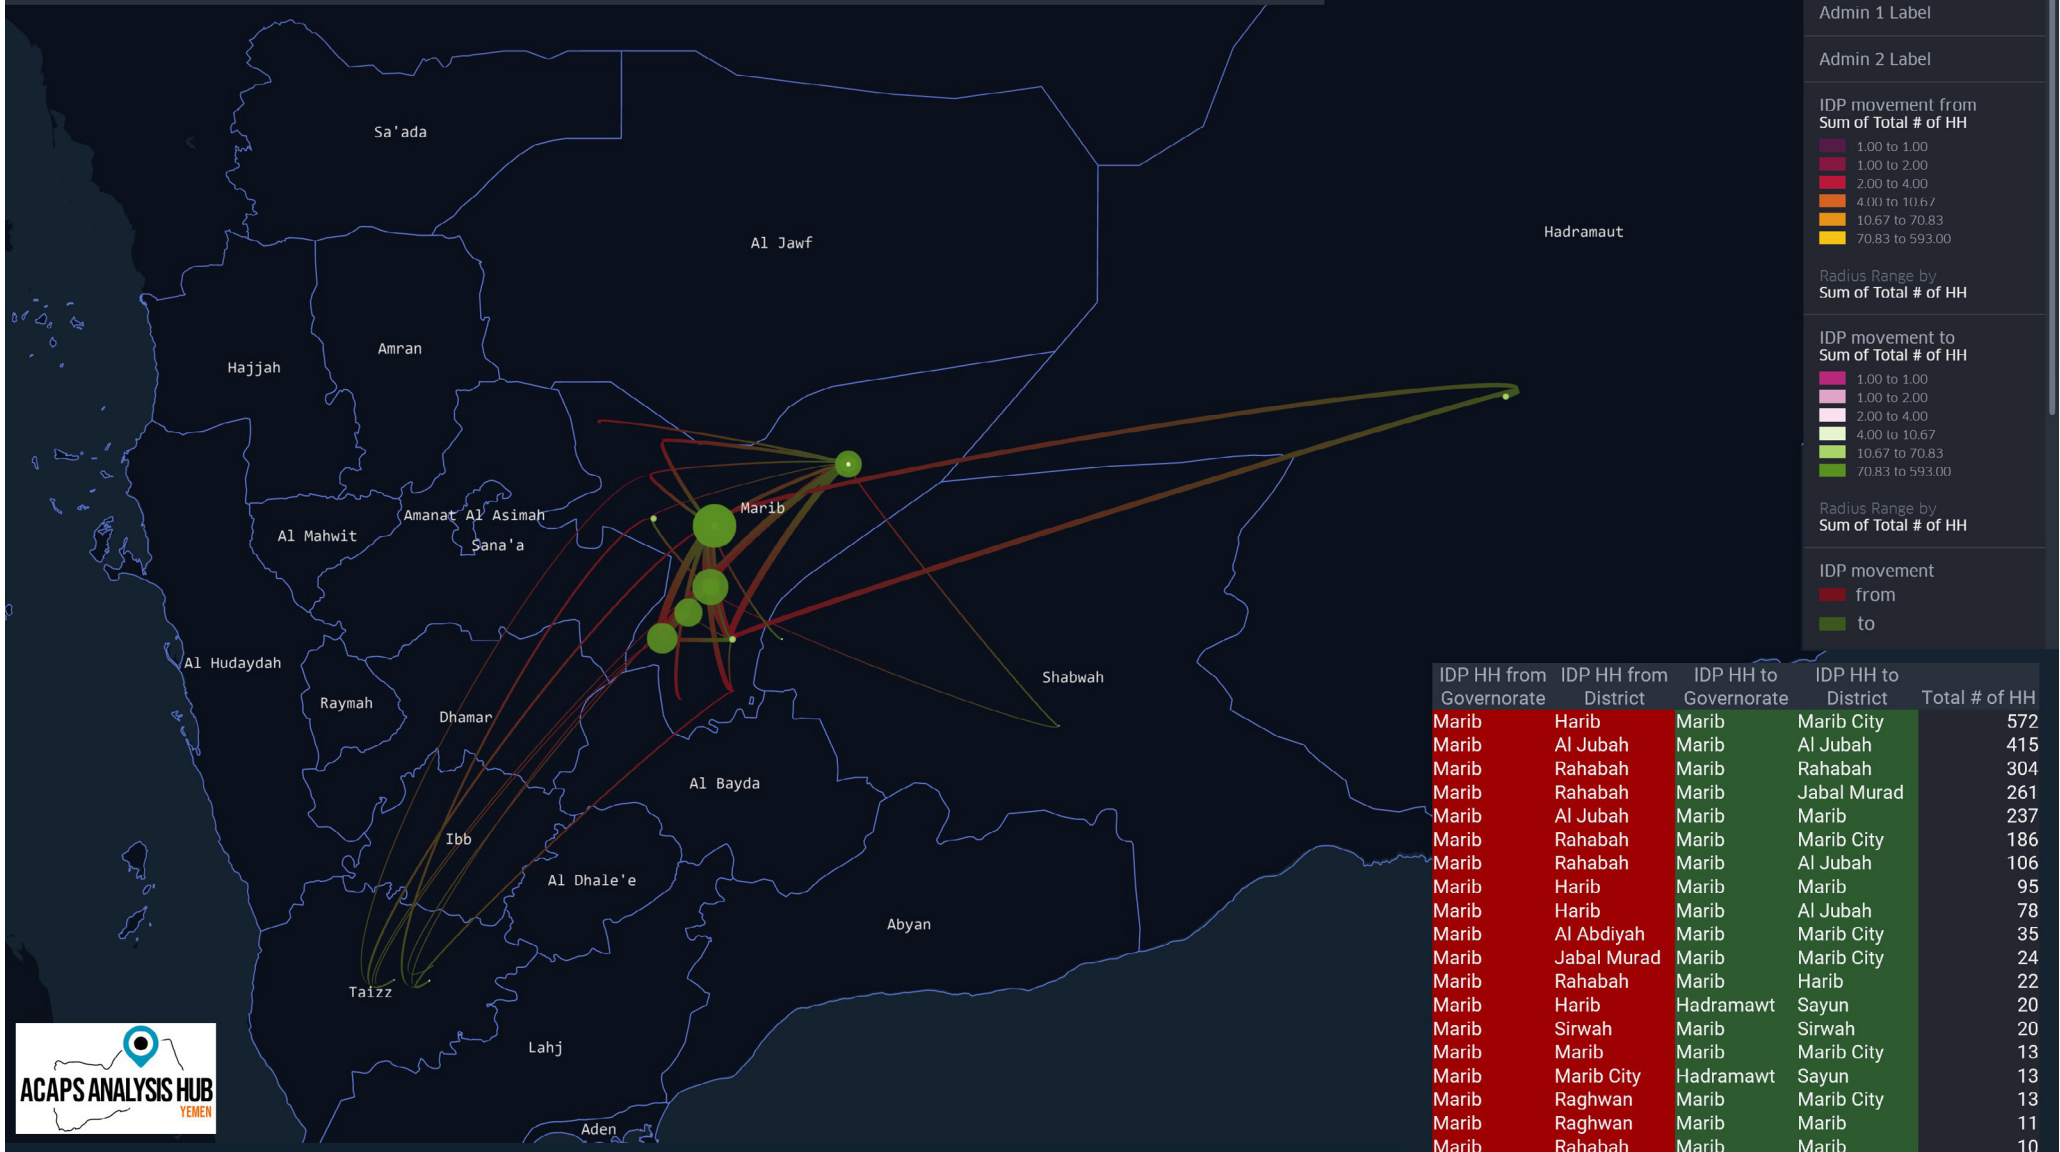 Sa'ada
Al Jawf
Hadramaut
Hajjah
Amran
Marib
Amanat Al Asimah
Al Mahwit
Sana'a
Al Hudaydah
Raymah
Dhamar
Shabwah
Al Bayda
Ibb
Al Dhale'e
Abyan
Taizz
Lahj
Aden
ACAPS ANALYSIS HUB
YEMEN
Admin 1 Label
Admin 2 Label
IDP movement from
Sum of Total # of HH
1.00 to 1.00
1.00 to 2.00
2.00 to 4.00
4.00 to 10.67
10.67 to 70.83
70.83 to 593.00
Radius Range by
Sum of Total # of HH
IDP movement to
Sum of Total # of HH
1.00 to 1.00
1.00 to 2.00
2.00 to 4.00
4.00 to 10.67
10.67 to 70.83
70.83 to 593.00
Radius Range by
Sum of Total # of HH
IDP movement
from
to
IDP HH from Governorate IDP HH from District IDP HH to Governorate IDP HH to District Total # of HH
Marib Harib Marib Marib City 572
Marib Al Jubah Marib Al Jubah 415
Marib Rahabah Marib Rahabah 304
Marib Rahabah Marib Jabal Murad 261
Marib Al Jubah Marib Marib 237
Marib Rahabah Marib Marib City 186
Marib Rahabah Marib Al Jubah 106
Marib Harib Marib Marib 95
Marib Harib Marib Al Jubah 78
Marib Al Abdiyah Marib Marib City 35
Marib Jabal Murad Marib Marib City 24
Marib Rahabah Marib Harib 22
Marib Harib Hadramawt Sayun 20
Marib Sirwah Marib Sirwah 20
Marib Marib Marib Marib City 13
Marib Marib City Hadramawt Sayun 13
Marib Raghwan Marib Marib City 13
Marib Raghwan Marib Marib 11
Marib Rahabah Marib Marib 10